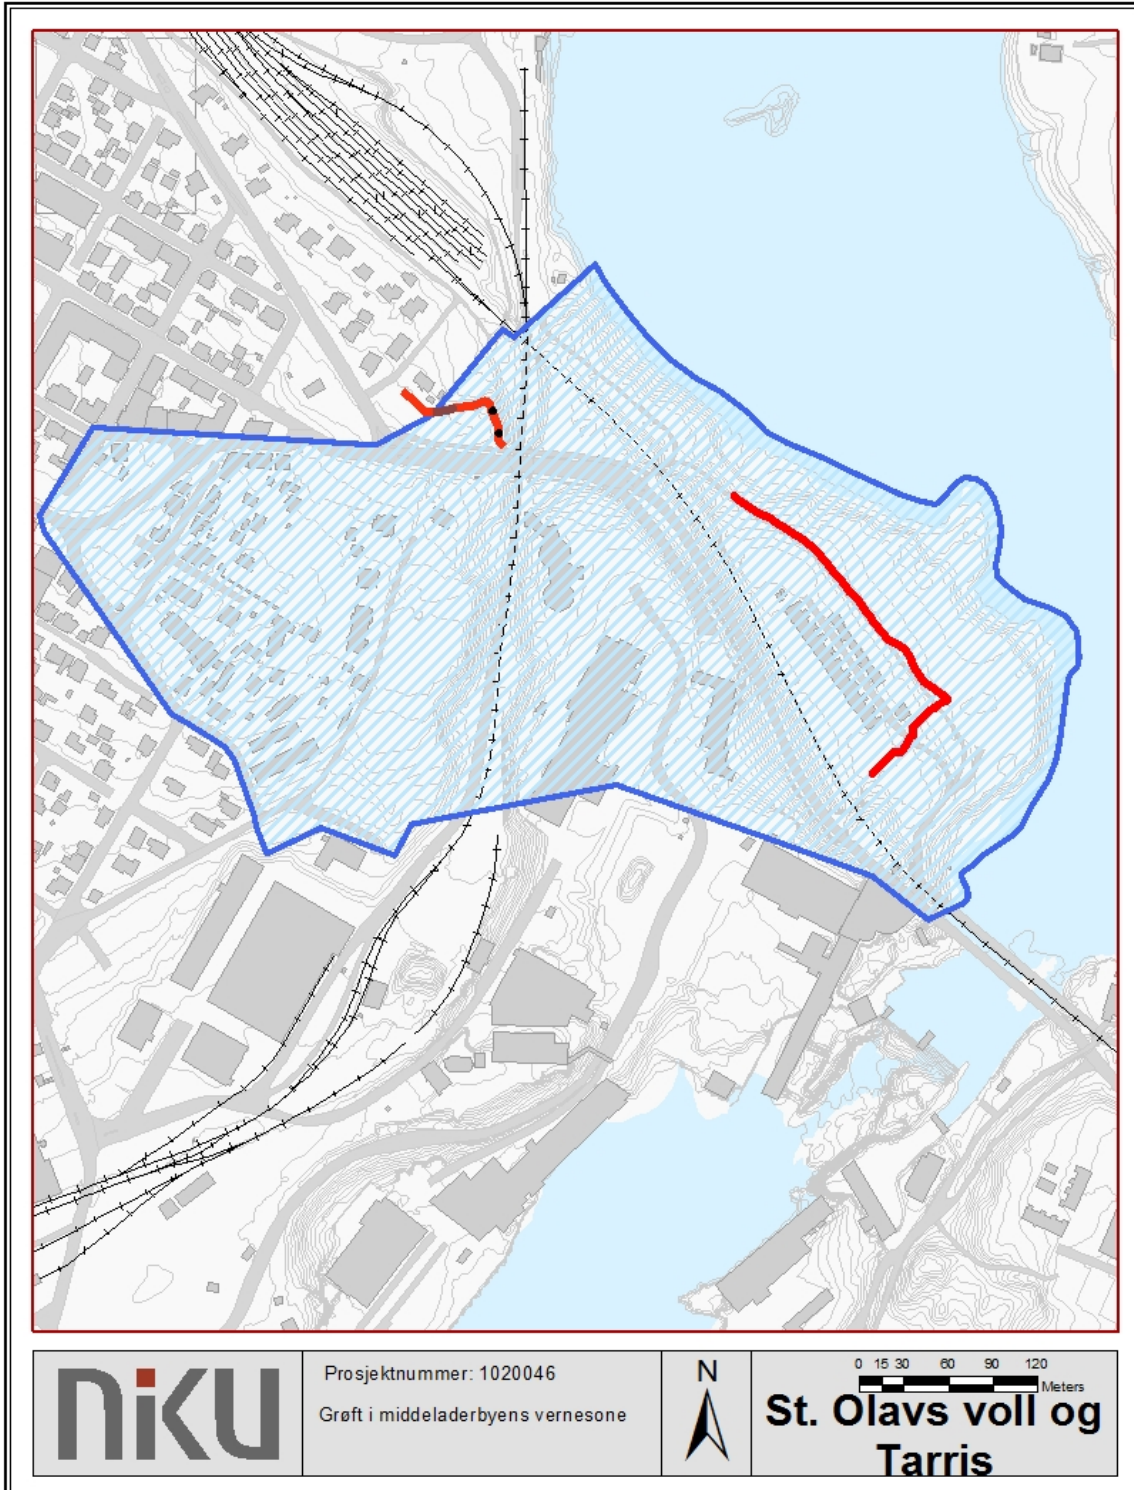 NIKU
Prosjektnummer: 1020046
Grøft i middeladerbyens vernesone
N
0 15 30 60 90 120
Meters
St. Olavs voll og
Tarris